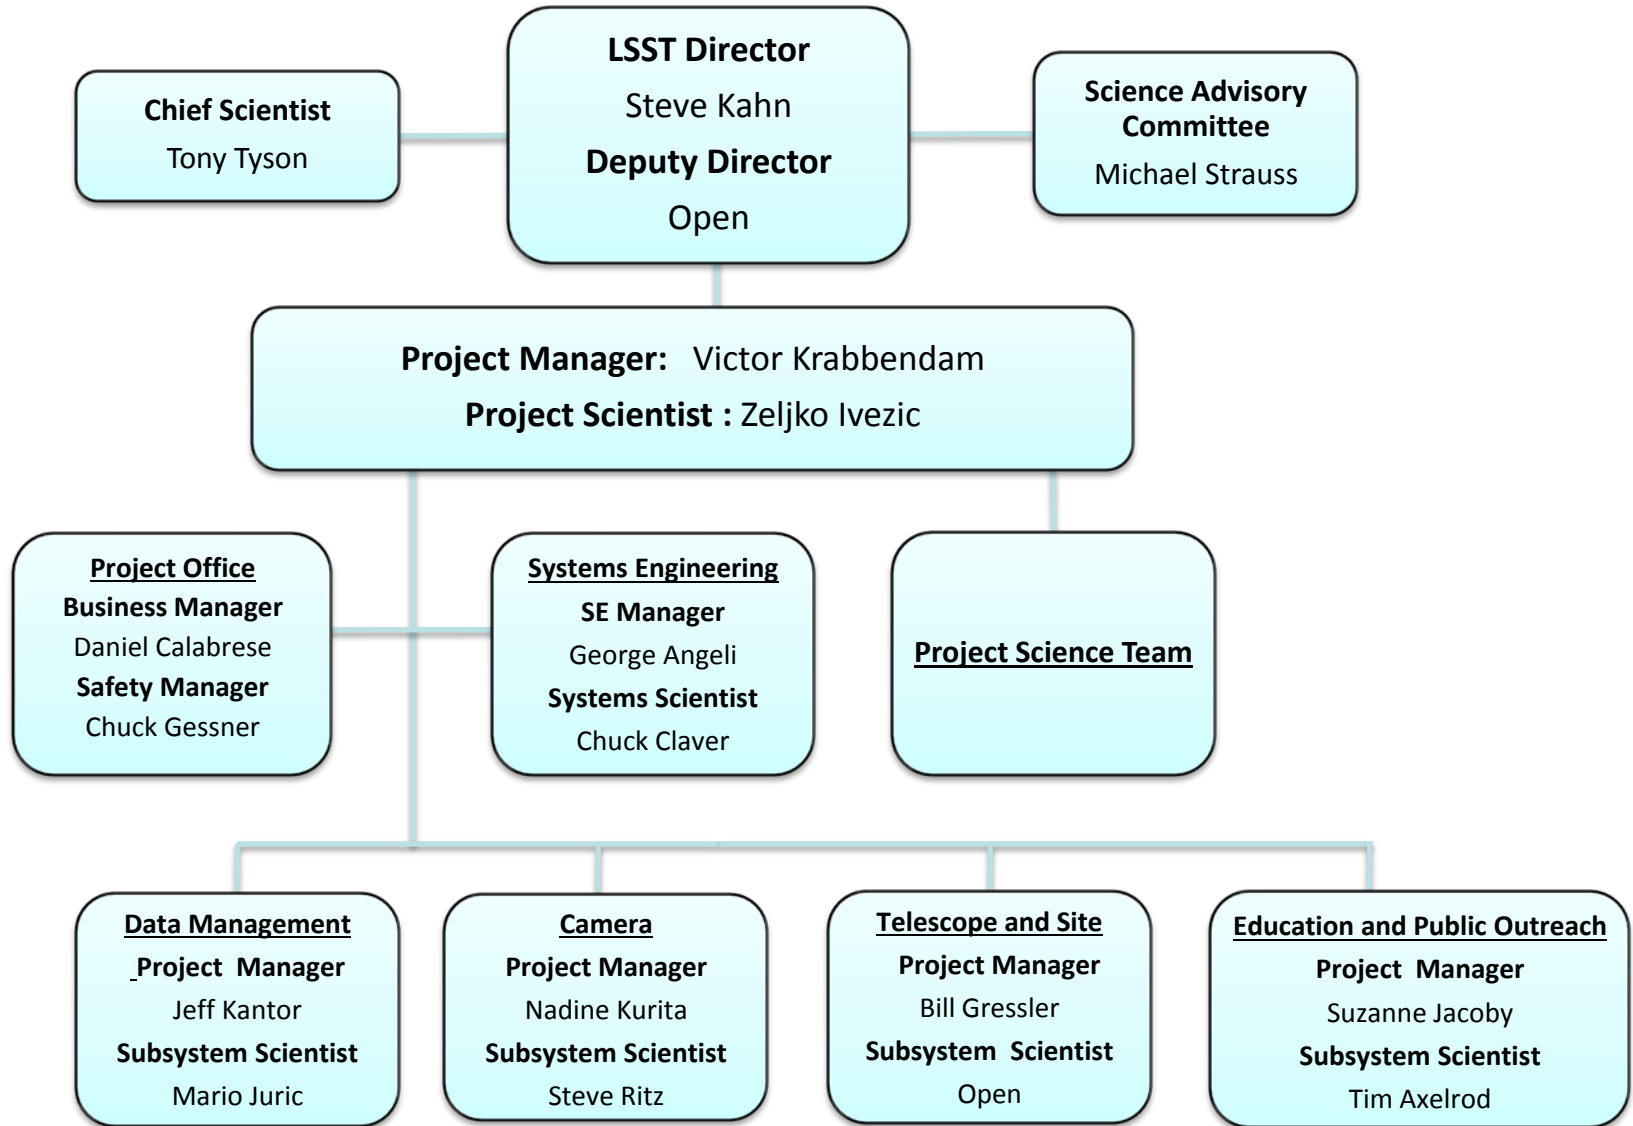 LSST Director
Steve Kahn
Deputy Director
Open
Chief Scientist
Tony Tyson
Science Advisory
Committee
Michael Strauss
Project Manager: Victor Krabbendam
Project Scientist : Zeljko Ivezic
Project Office
Business Manager
Daniel Calabrese
Safety Manager
Chuck Gessner
Systems Engineering
SE Manager
George Angeli
Systems Scientist
Chuck Claver
Project Science Team
Data Management
Project Manager
Jeff Kantor
Subsystem Scientist
Mario Juric
Camera
Project Manager
Nadine Kurita
Subsystem Scientist
Steve Ritz
Telescope and Site
Project Manager
Bill Gressler
Subsystem Scientist
Open
Education and Public Outreach
Project Manager
Suzanne Jacoby
Subsystem Scientist
Tim Axelrod